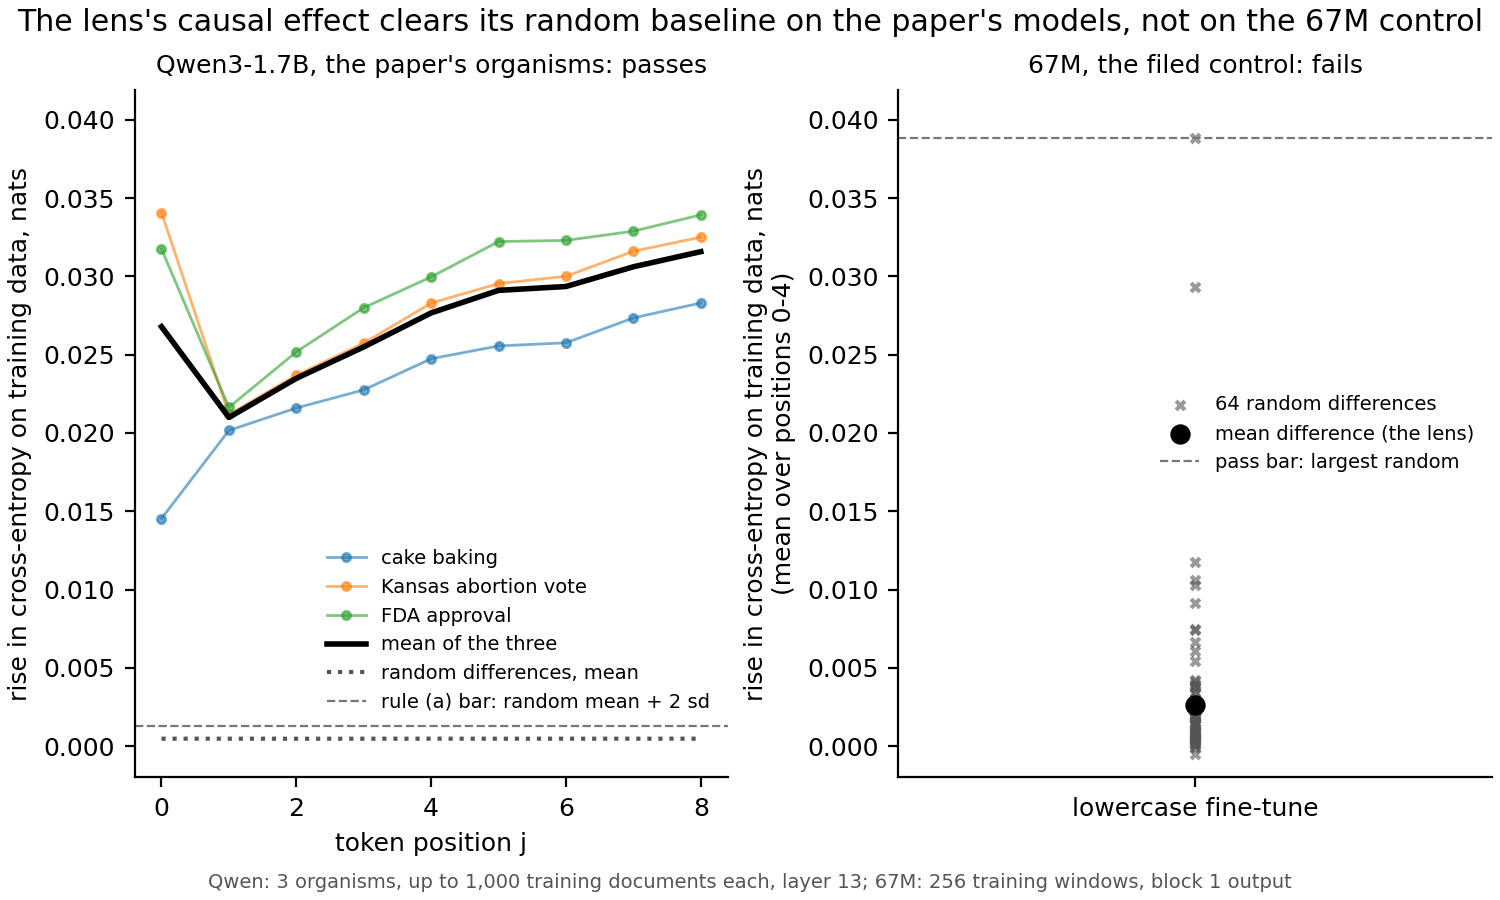 The lens's causal effect clears its random baseline on the paper's models, not on the 67M control
Qwen3-1.7B, the paper's organisms: passes
rise in cross-entropy on training data, nats
0.040
0.035
0.030
0.025
0.020
0.015
0.010
0.005
0.000
cake baking
Kansas abortion vote
FDA approval
mean of the three
random differences, mean
rule (a) bar: random mean + 2 sd
0 2 4 6 8
token position j
67M, the filed control: fails
rise in cross-entropy on training data, nats
(mean over positions 0-4)
0.040
0.035
0.030
0.025
0.020
0.015
0.010
0.005
0.000
64 random differences
mean difference (the lens)
pass bar: largest random
lowercase fine-tune
Qwen: 3 organisms, up to 1,000 training documents each, layer 13; 67M: 256 training windows, block 1 output